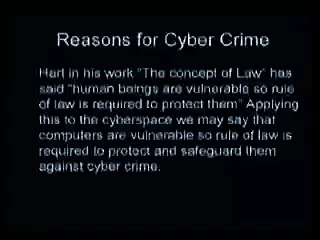 Reasons for Cyber Crime
Hart in his work "The concept of Law" has
said "human beings are vulnerable so rule
of law is required to protect them" Applying
this to the cyberspace we may say that
computers are vulnerable so rule of law is
required to protect and safeguard them
against cyber crime.